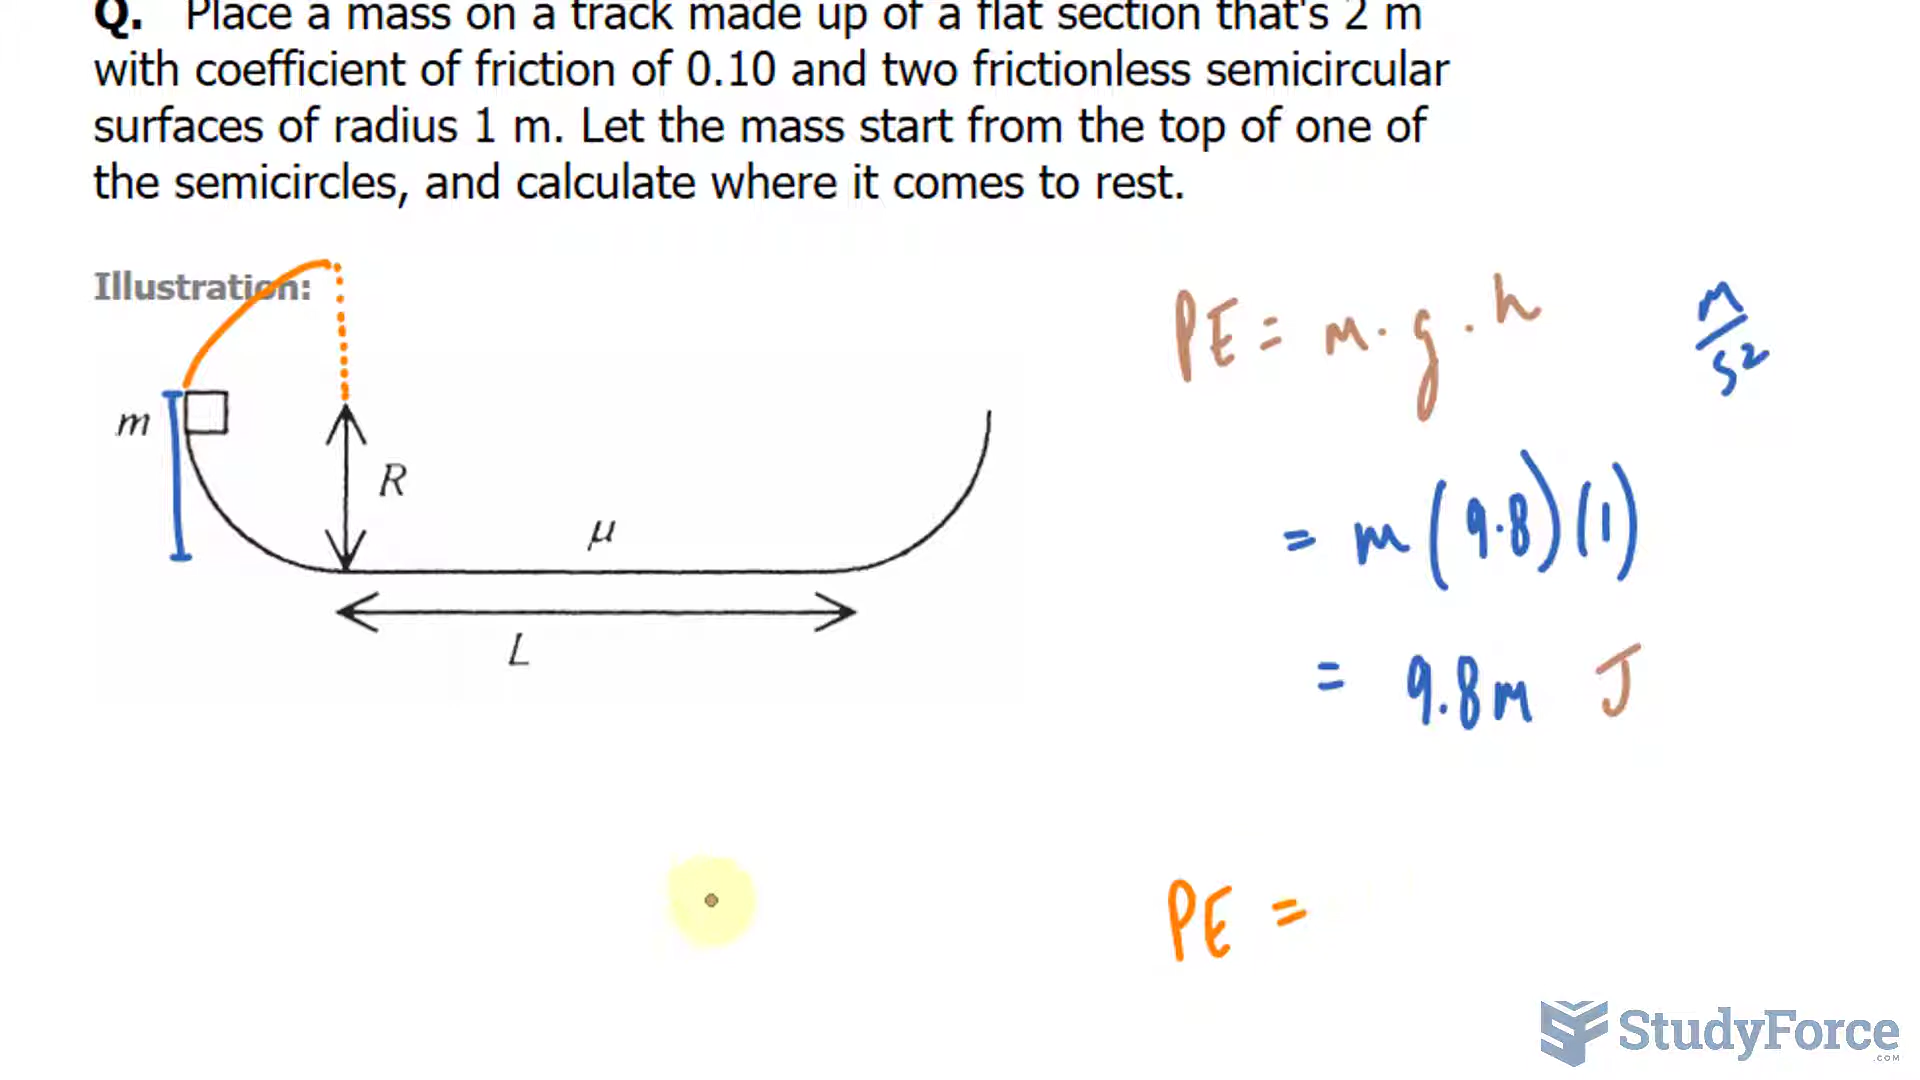 Q. Place a mass on a track made up of a flat section that's 2 m
with coefficient of friction of 0.10 and two frictionless semicircular
surfaces of radius 1 m. Let the mass start from the top of one of
the semicircles, and calculate where it comes to rest.
Illustration:
PE = m · g · h
m/s²
m
R
= m (9.8) (1)
μ
L
= 9.8m J
PE =
StudyForce
.COM